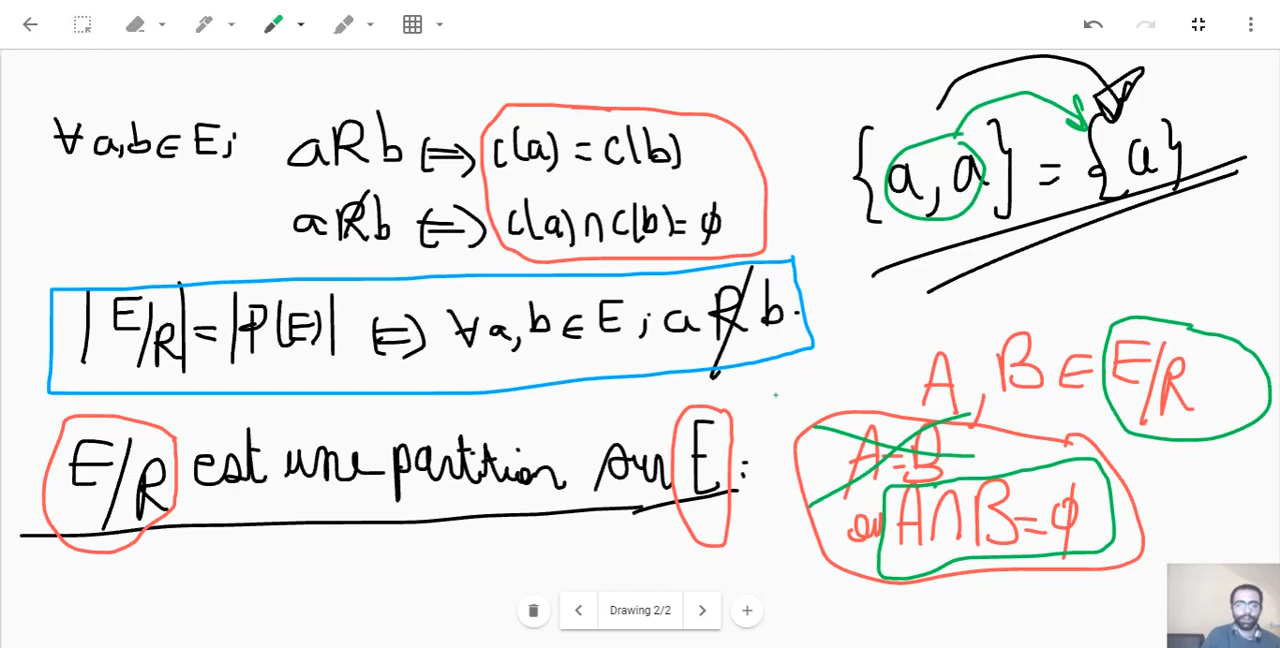 ∀a,b∈E; aRb ⟺ c(a) = c(b)
aR̸b ⟺ c(a)∩c(b)=ϕ
|E/R| = |P(E)| ⟺ ∀a,b∈E; aR̸b.
E/R est une partition sur E :
{a,a} = {a}
A, B ∈ E/R
A=B
ou A∩B=ϕ
Drawing 2/2